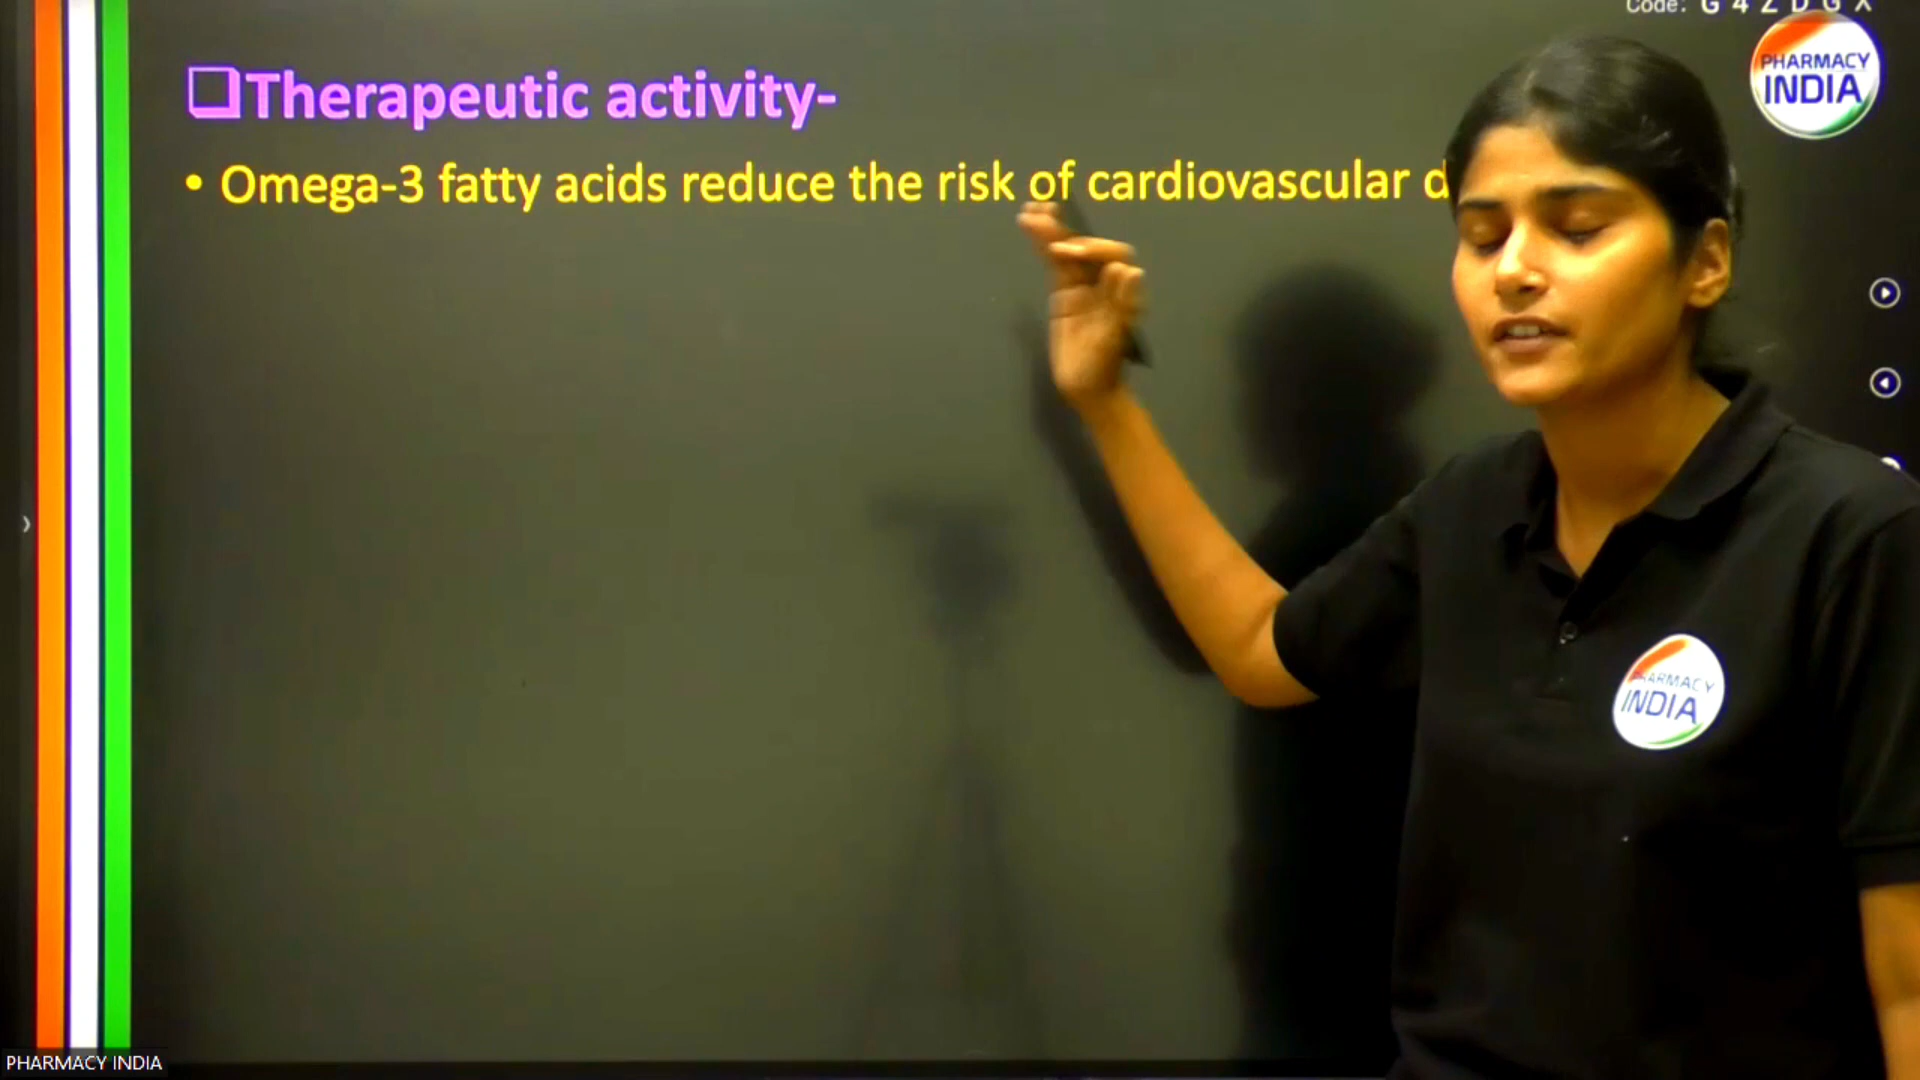 Code: G 4 Z D G X
PHARMACY
INDIA
Therapeutic activity-
• Omega-3 fatty acids reduce the risk of cardiovascular
PHARMACY
INDIA
PHARMACY INDIA